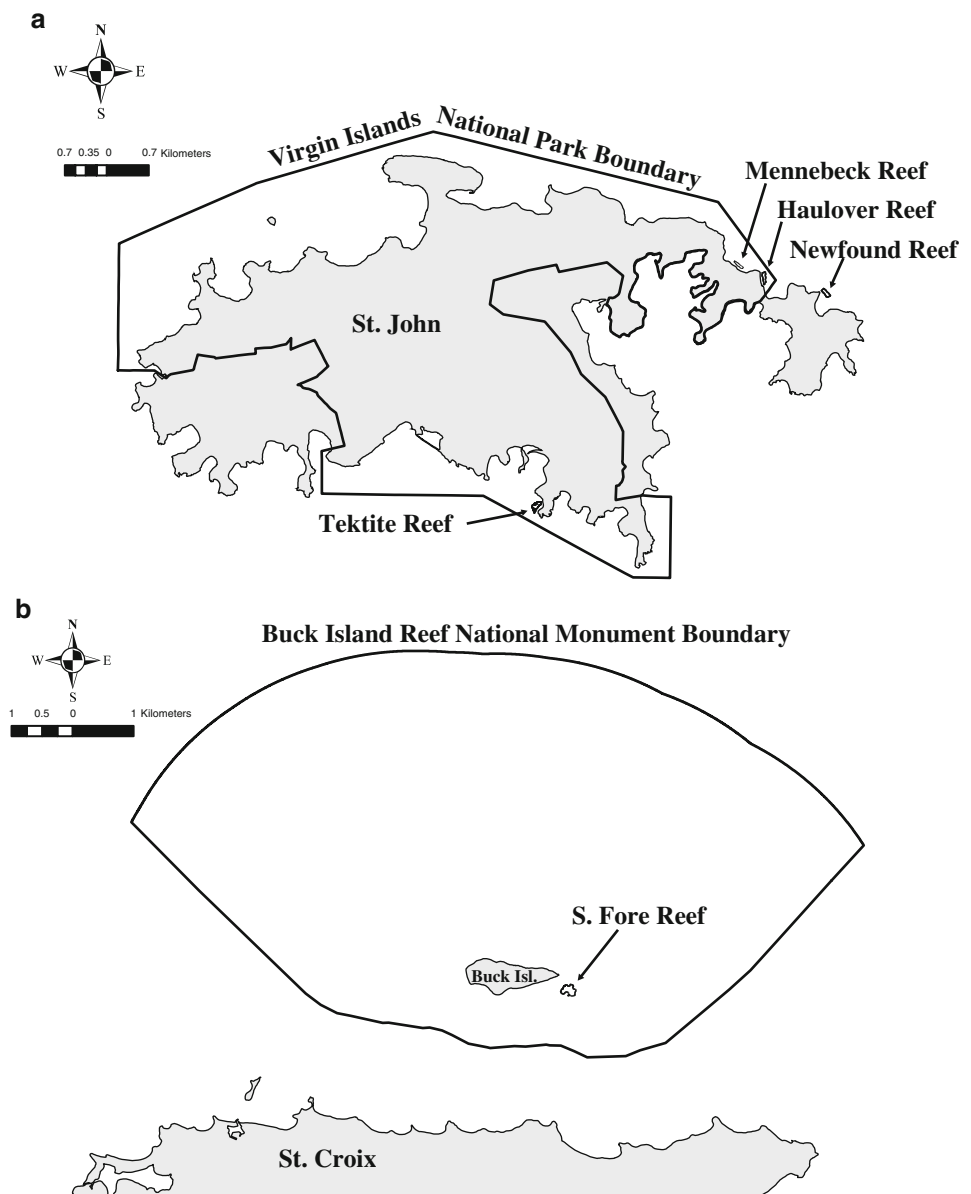 a
N
W E
S
0.7 0.35 0 0.7 Kilometers
Virgin Islands National Park Boundary
Mennebeck Reef
Haulover Reef
Newfound Reef
St. John
Tektite Reef
b
N
W E
S
1 0.5 0 1 Kilometers
Buck Island Reef National Monument Boundary
S. Fore Reef
Buck Isl.
St. Croix